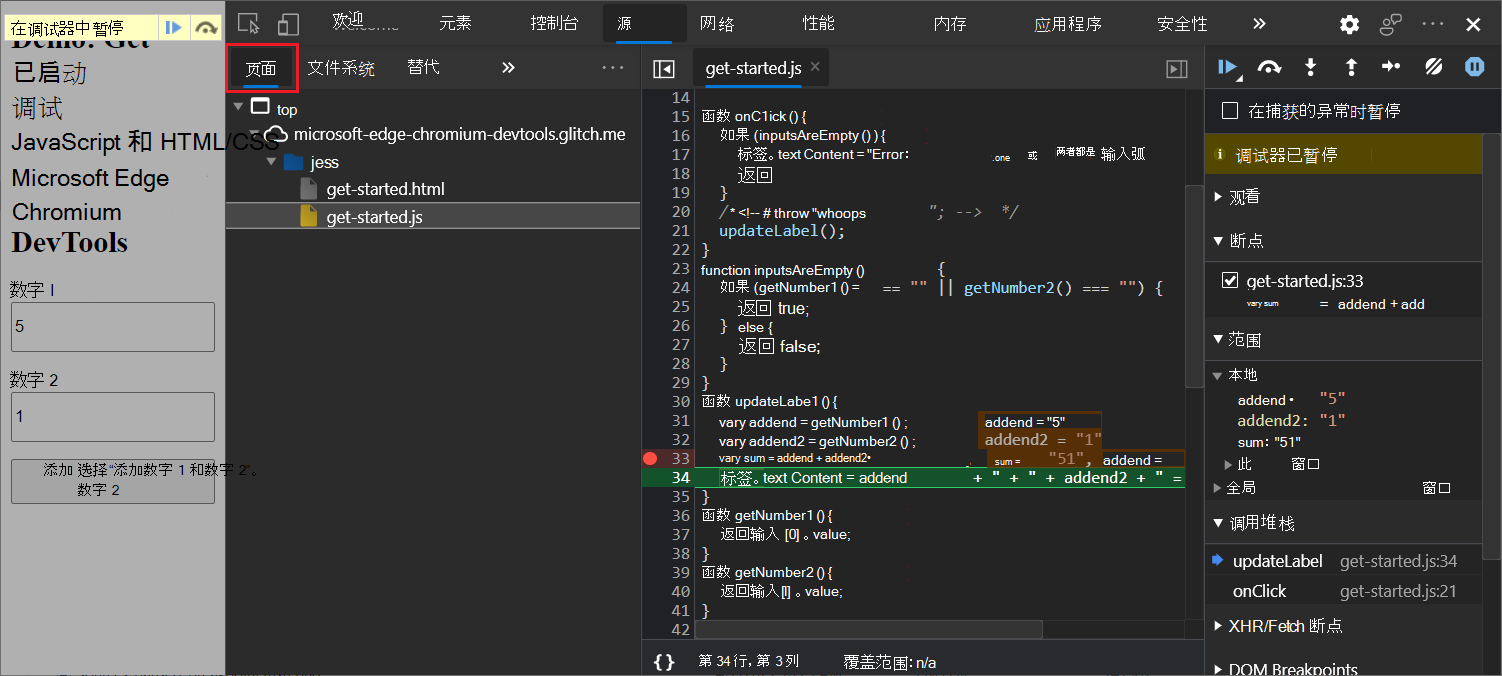 在调试器中暂停
Demo: Get
已启动
调试
JavaScript 和 HTML/CSS
Microsoft Edge
Chromium
DevTools
数字 1
5
数字 2
1
添加 选择“添加数字 1 和数字 2”。
数字 2
欢迎 元素 控制台 源 网络 性能 内存 应用程序 安全性
页面 文件系统 替代
top
microsoft-edge-chromium-devtools.glitch.me
jess
get-started.html
get-started.js
get-started.js
14
15 函数 onC1ick () {
16 如果 (inputsAreEmpty () ) {
17 标签。text Content = "Error: .one 或 两者都是 输入弧
18 返回
19 }
20 /* <!-- # throw "whoops "; --> */
21 updateLabel();
22 }
23 function inputsAreEmpty () {
24 如果 (getNumber1 () = == "" || getNumber2() === "") {
25 返回 true;
26 } else {
27 返回 false;
28 }
29 }
30 函数 updateLabe1 () {
31 vary addend = getNumber1 () ; addend = "5"
32 vary addend2 = getNumber2 () ; addend2 = "1"
33 vary sum = addend + addend2• sum = "51", addend =
34 标签。text Content = addend + " + " + addend2 + " =
35 }
36 函数 getNumber1 () {
37 返回输入 [0] 。value;
38 }
39 函数 getNumber2 () {
40 返回输入[l] 。value;
41 }
42
{} 第 34 行, 第 3 列 覆盖范围: n/a
在捕获的异常时暂停
调试器已暂停
观看
断点
get-started.js:33
vary sum = addend + add
范围
本地
addend • "5"
addend2: "1"
sum: "51"
此 窗口
全局 窗口
调用堆栈
updateLabel get-started.js:34
onClick get-started.js:21
XHR/Fetch 断点
DOM Breakpoints